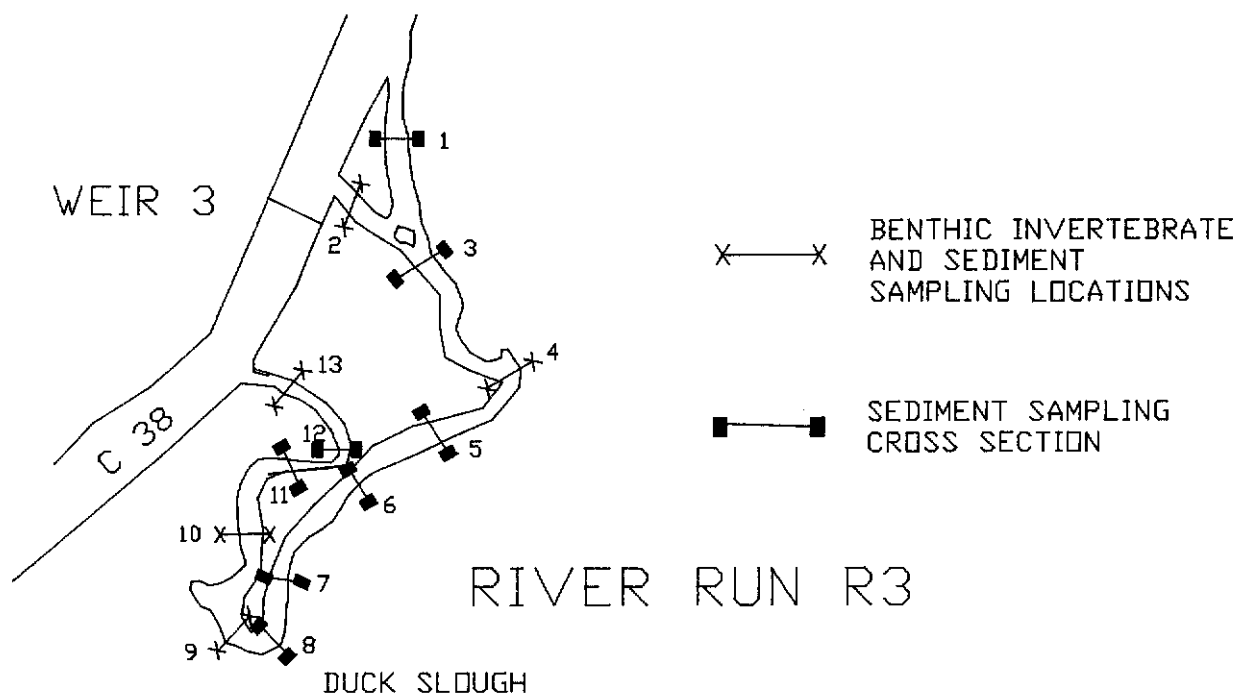 1
WEIR 3
2
3
BENTHIC INVERTEBRATE
AND SEDIMENT
SAMPLING LOCATIONS
4
13
C 38
12
5
SEDIMENT SAMPLING
CROSS SECTION
11
6
10
7
RIVER RUN R3
9
8
DUCK SLOUGH